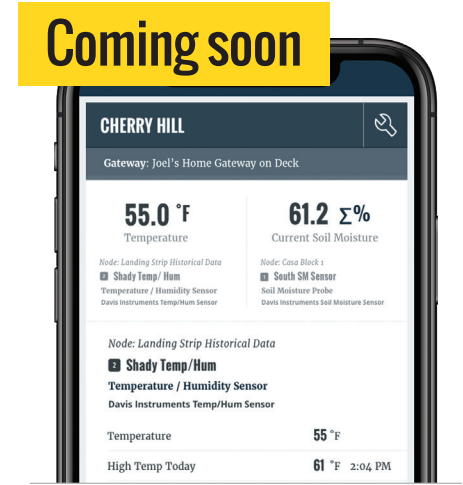 Coming soon
CHERRY HILL
Gateway: Joel's Home Gateway on Deck
55.0 °F
Temperature
Node: Landing Strip Historical Data
2 Shady Temp/ Hum
Temperature / Humidity Sensor
Davis Instruments Temp/Hum Sensor
61.2 Σ%
Current Soil Moisture
Node: Casa Block 1
1 South SM Sensor
Soil Moisture Probe
Davis Instruments Soil Moisture Sensor
Node: Landing Strip Historical Data
2 Shady Temp/Hum
Temperature / Humidity Sensor
Davis Instruments Temp/Hum Sensor
Temperature 55 °F
High Temp Today 61 °F 2:04 PM